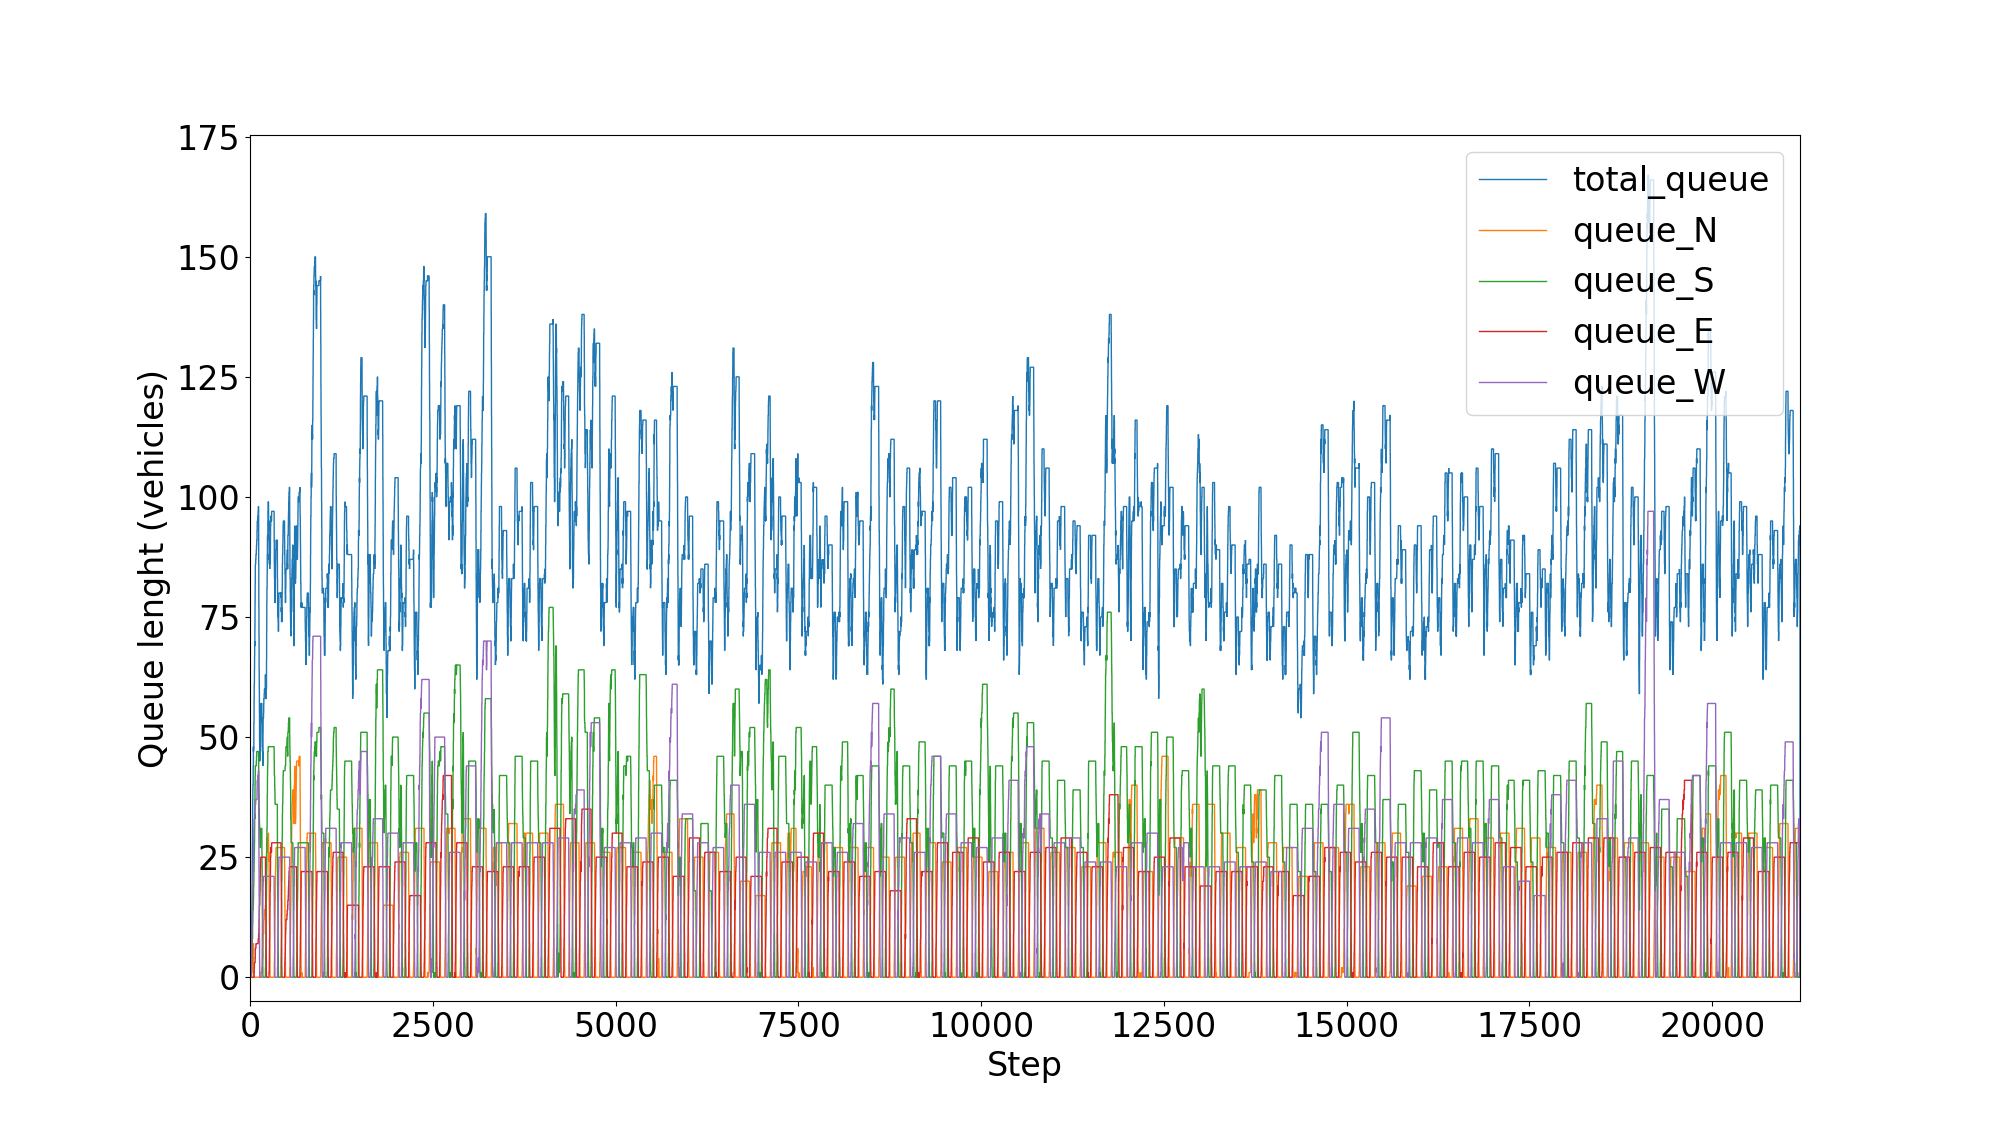 175
150
125
100
75
50
25
0
Queue lenght (vehicles)
0 2500 5000 7500 10000 12500 15000 17500 20000
Step
total_queue
queue_N
queue_S
queue_E
queue_W